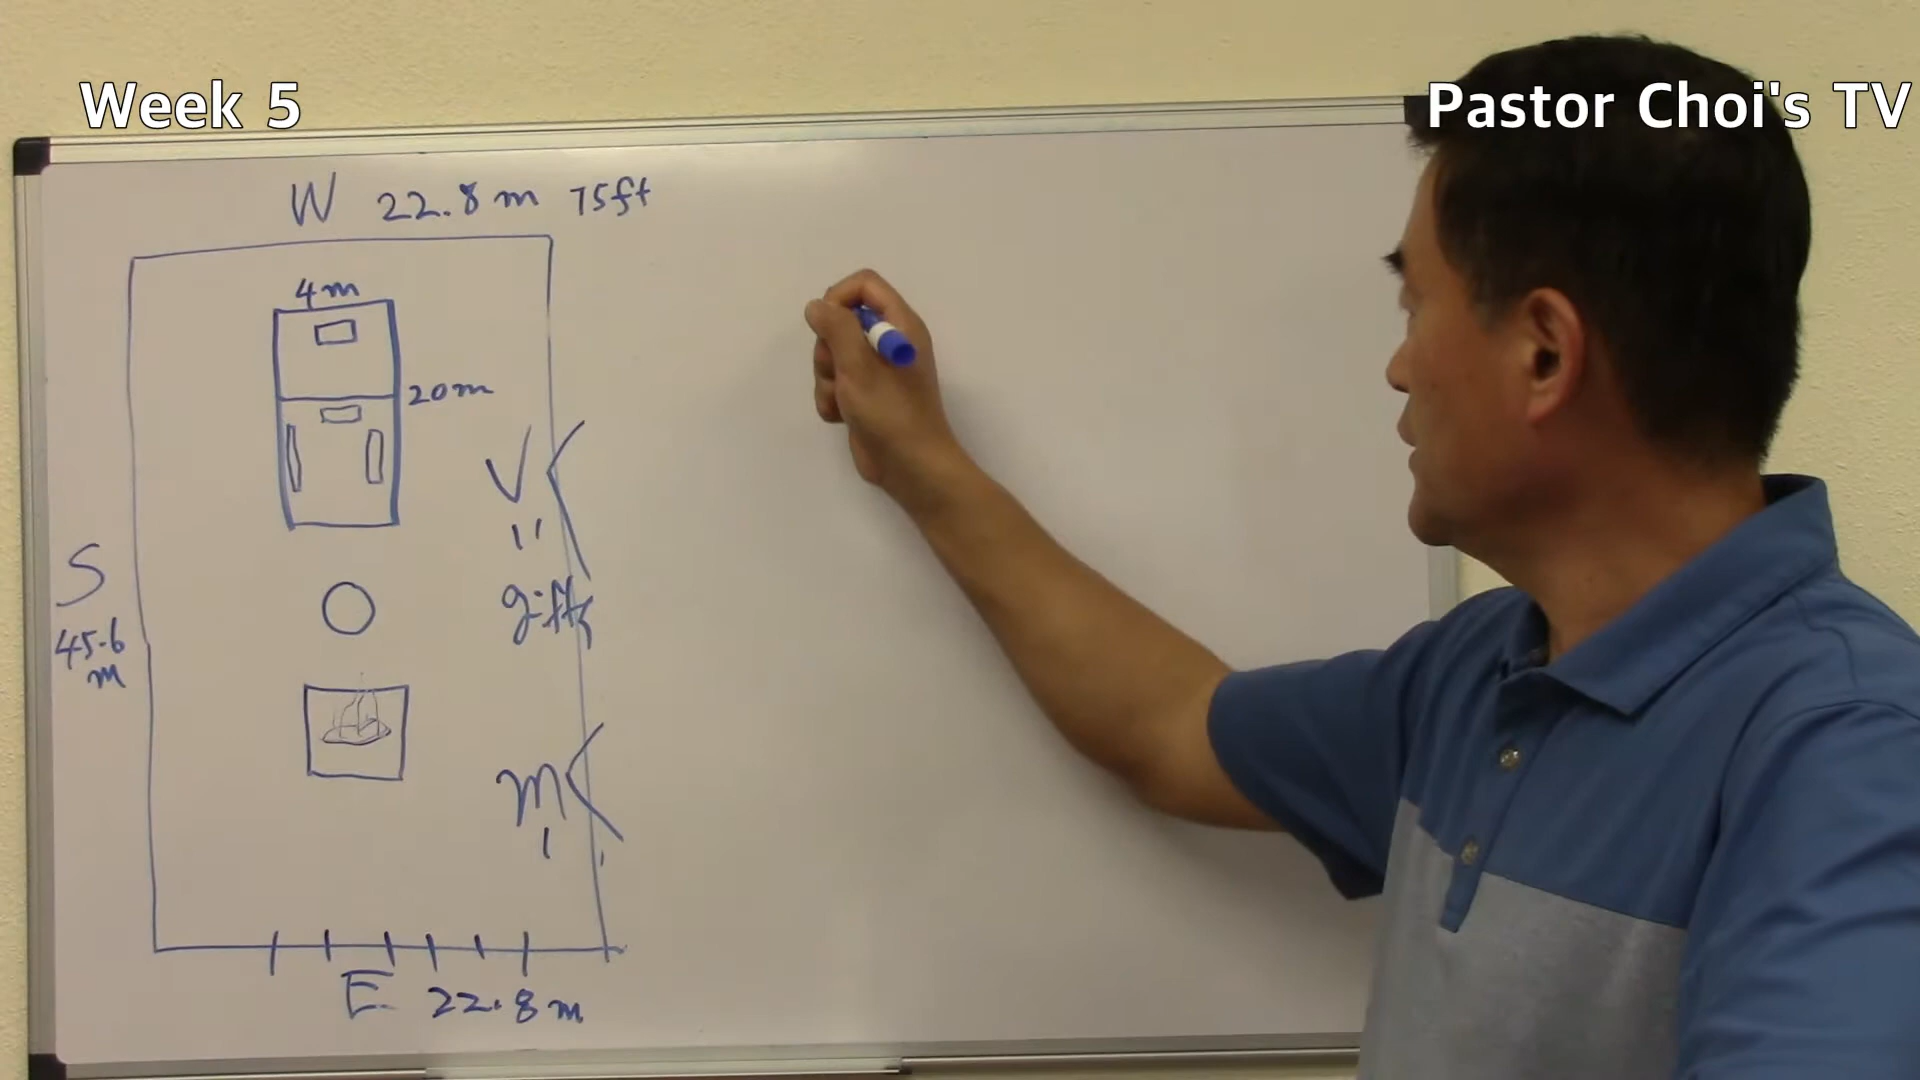 Week 5
Pastor Choi's TV
W 22.8 m 75ft
4m
20m
V
gifts
S
45.6
m
m
E. 22.8 m